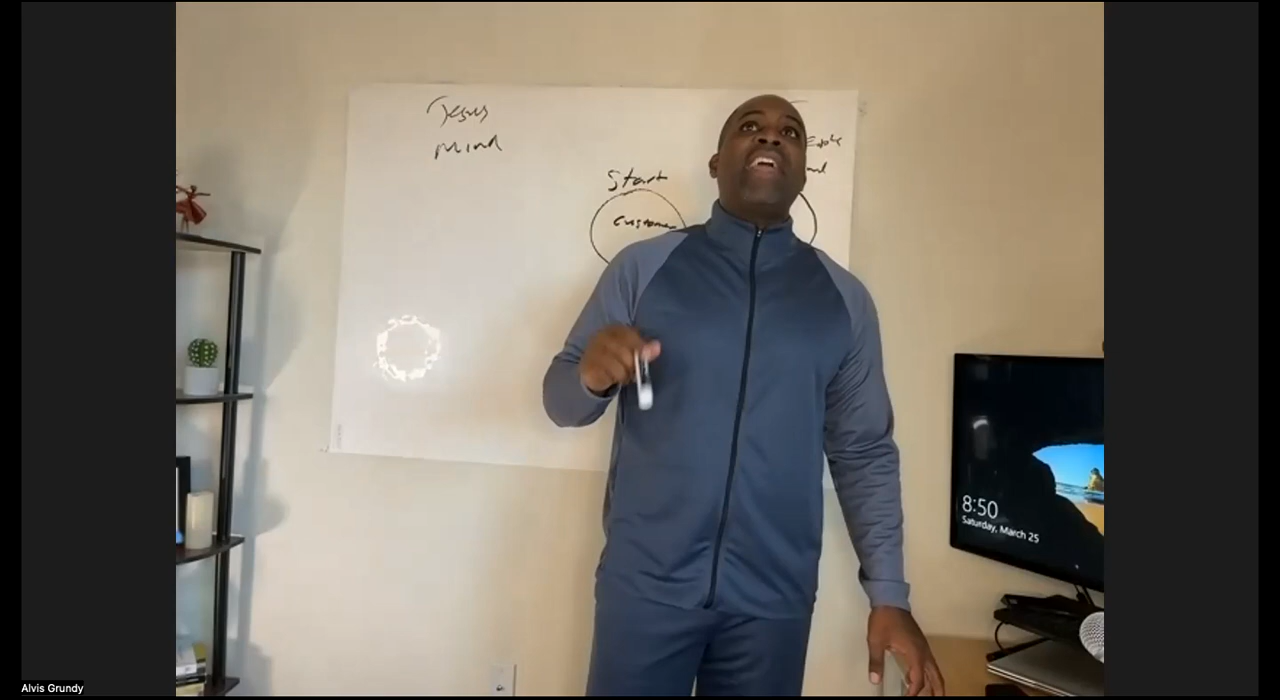 Jesus
Mind
Start
Customer
8:50
Saturday, March 25
Alvis Grundy